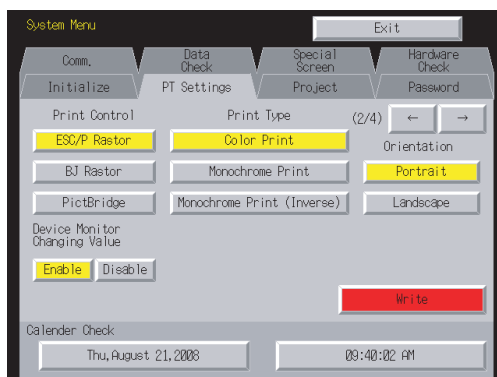 System Menu
Exit
Comm.
Data
Check
Special
Screen
Hardware
Check
Initialize
PT Settings
Project
Password
Print Control
Print Type
(2/4)
←
→
ESC/P Rastor
Color Print
Orientation
BJ Rastor
Monochrome Print
Portrait
PictBridge
Monochrome Print (Inverse)
Landscape
Device Monitor
Changing Value
Enable
Disable
Write
Calender Check
Thu,August 21,2008
09:40:02 AM